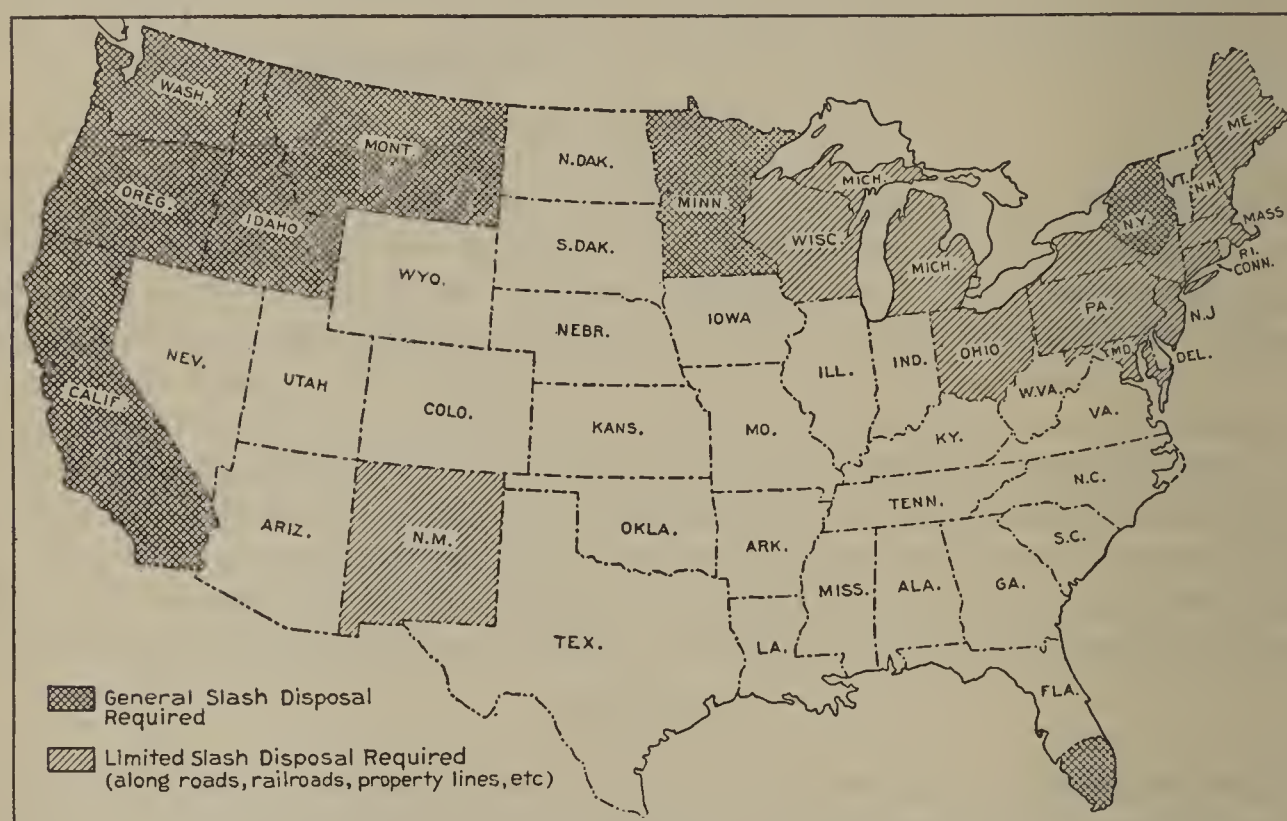 WASH.
MONT.
N.DAK.
MINN.
MICH.
ME.
VT.
N.H.
OREG.
IDAHO
S.DAK.
WISC.
MICH.
N.Y.
MASS
R.I.
CONN.
WYO.
NEBR.
IOWA
PA.
N.J
NEV.
UTAH
COLO.
KANS.
MO.
ILL.
IND.
OHIO
MD.
DEL.
W.VA.
VA.
KY.
CALIF
ARIZ.
N.M.
OKLA.
ARK.
TENN.
N.C.
S.C.
TEX.
LA.
MISS.
ALA.
GA.
FLA.
General Slash Disposal
Required
Limited Slash Disposal Required
(along roads, railroads, property lines, etc)